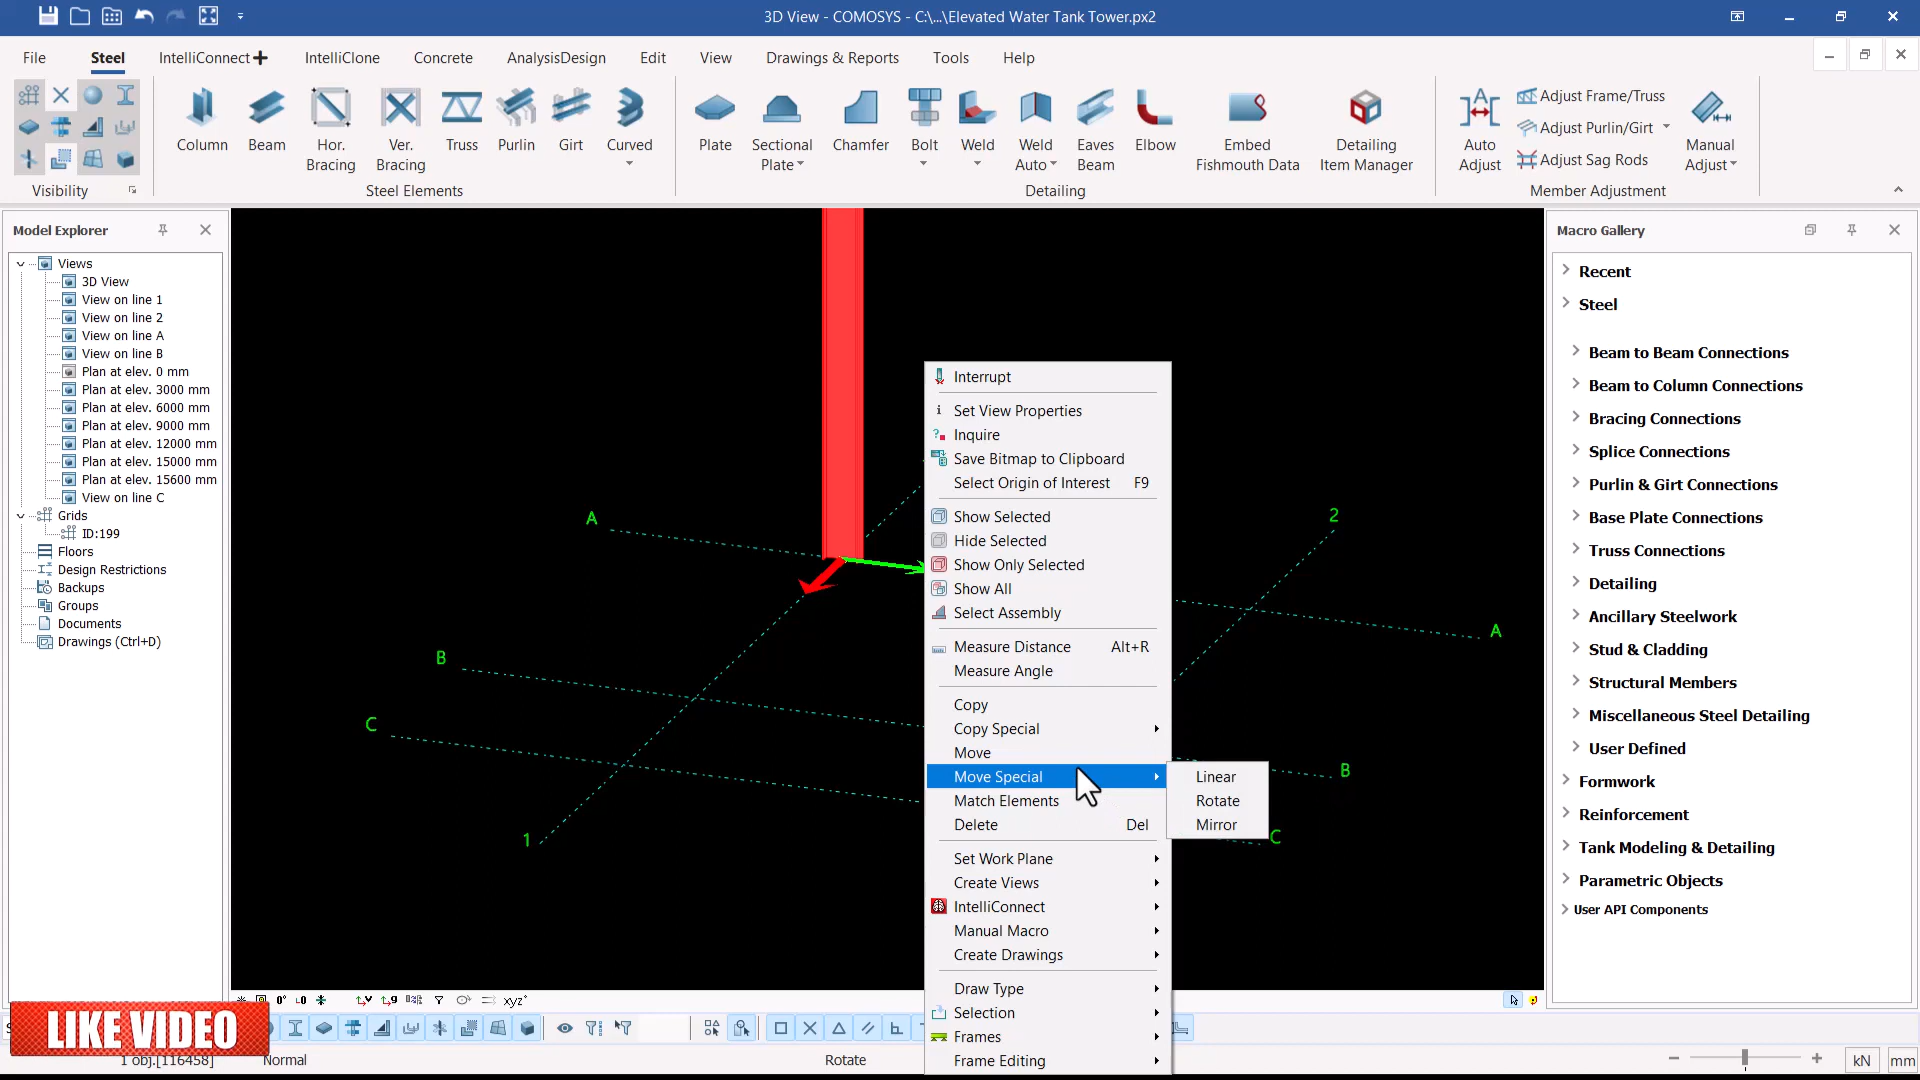 3D View - COMOSYS - C:\...\Elevated Water Tank Tower.px2
File
Steel
IntelliConnect
IntelliClone
Concrete
AnalysisDesign
Edit
View
Drawings & Reports
Tools
Help
Column
Beam
Hor. Bracing
Ver. Bracing
Truss
Purlin
Girt
Curved
Plate
Sectional Plate
Chamfer
Bolt
Weld
Weld Auto
Eaves Beam
Elbow
Embed Fishmouth Data
Detailing Item Manager
Auto Adjust
Adjust Frame/Truss
Adjust Purlin/Girt
Adjust Sag Rods
Manual Adjust
Visibility
Steel Elements
Detailing
Member Adjustment
Model Explorer
Views
3D View
View on line 1
View on line 2
View on line A
View on line B
Plan at elev. 0 mm
Plan at elev. 3000 mm
Plan at elev. 6000 mm
Plan at elev. 9000 mm
Plan at elev. 12000 mm
Plan at elev. 15000 mm
Plan at elev. 15600 mm
View on line C
Grids
ID:199
Floors
Design Restrictions
Backups
Groups
Documents
Drawings (Ctrl+D)
A
B
C
1
2
A
B
C
Interrupt
Set View Properties
Inquire
Save Bitmap to Clipboard
Select Origin of Interest F9
Show Selected
Hide Selected
Show Only Selected
Show All
Select Assembly
Measure Distance Alt+R
Measure Angle
Copy
Copy Special
Move
Move Special
Match Elements
Delete Del
Set Work Plane
Create Views
IntelliConnect
Manual Macro
Create Drawings
Draw Type
Selection
Frames
Frame Editing
Linear
Rotate
Mirror
Macro Gallery
Recent
Steel
Beam to Beam Connections
Beam to Column Connections
Bracing Connections
Splice Connections
Purlin & Girt Connections
Base Plate Connections
Truss Connections
Detailing
Ancillary Steelwork
Stud & Cladding
Structural Members
Miscellaneous Steel Detailing
User Defined
Formwork
Reinforcement
Tank Modeling & Detailing
Parametric Objects
User API Components
xyz
LIKE VIDEO
1 obj.[116458]
Normal
Rotate
kN
mm